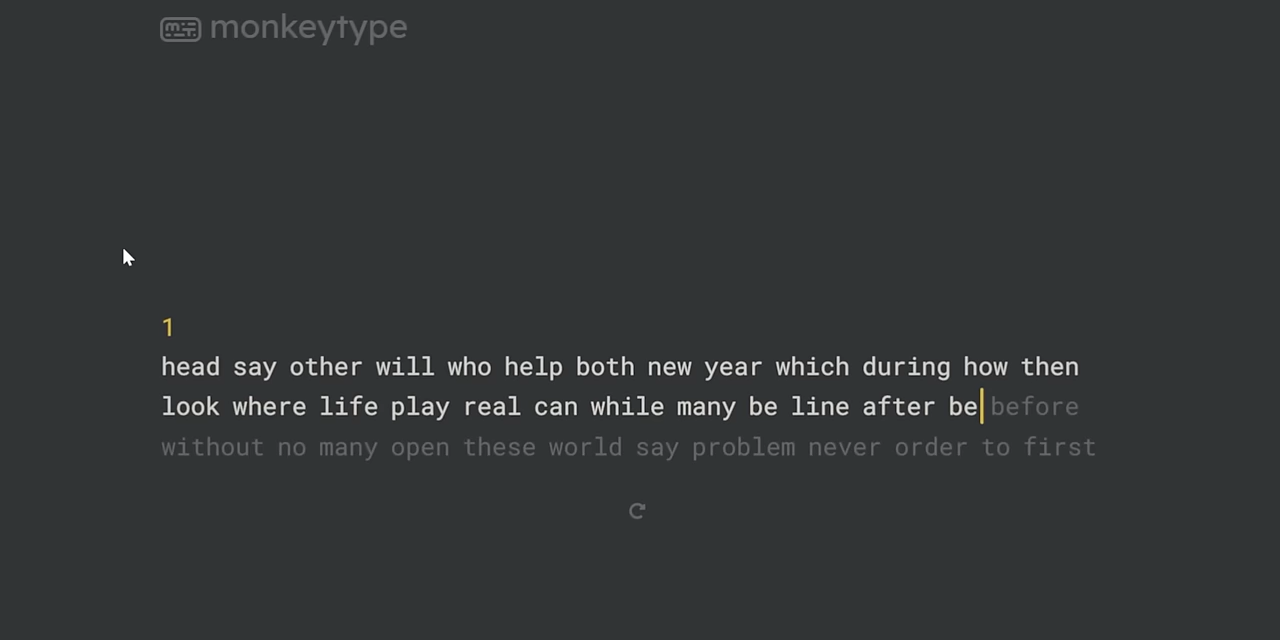 monkeytype
1
head say other will who help both new year which during how then
look where life play real can while many be line after be before
without no many open these world say problem never order to first